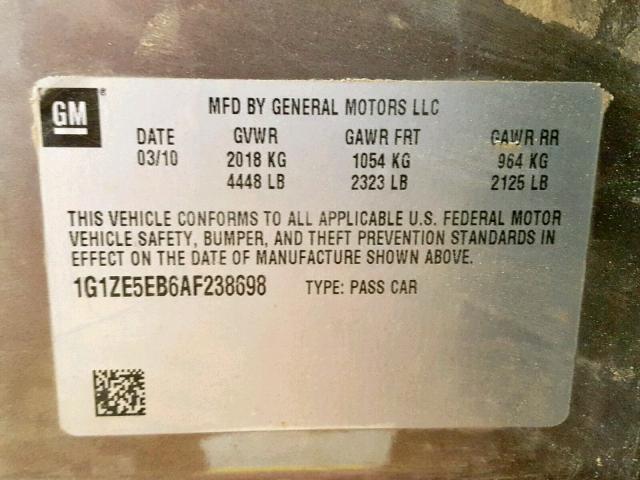 GM ®
MFD BY GENERAL MOTORS LLC
DATE GVWR GAWR FRT GAWR RR
03/10 2018 KG 1054 KG 964 KG
4448 LB 2323 LB 2125 LB
THIS VEHICLE CONFORMS TO ALL APPLICABLE U.S. FEDERAL MOTOR
VEHICLE SAFETY, BUMPER, AND THEFT PREVENTION STANDARDS IN
EFFECT ON THE DATE OF MANUFACTURE SHOWN ABOVE.
1G1ZE5EB6AF238698 TYPE: PASS CAR